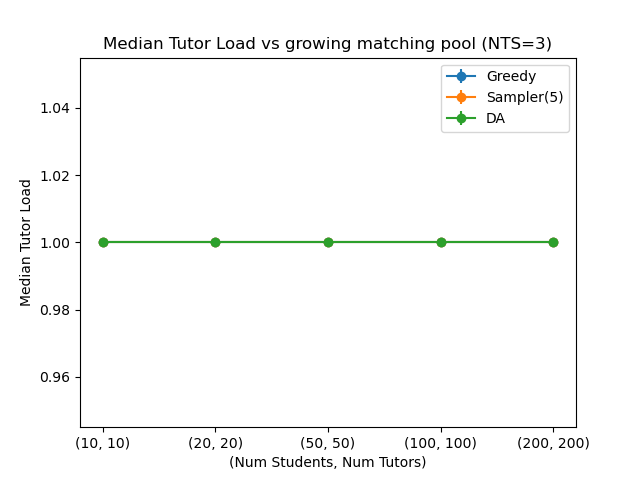 Median Tutor Load vs growing matching pool (NTS=3)
Greedy
Sampler(5)
DA
1.04
1.02
1.00
0.98
0.96
Median Tutor Load
(10, 10) (20, 20) (50, 50) (100, 100) (200, 200)
(Num Students, Num Tutors)